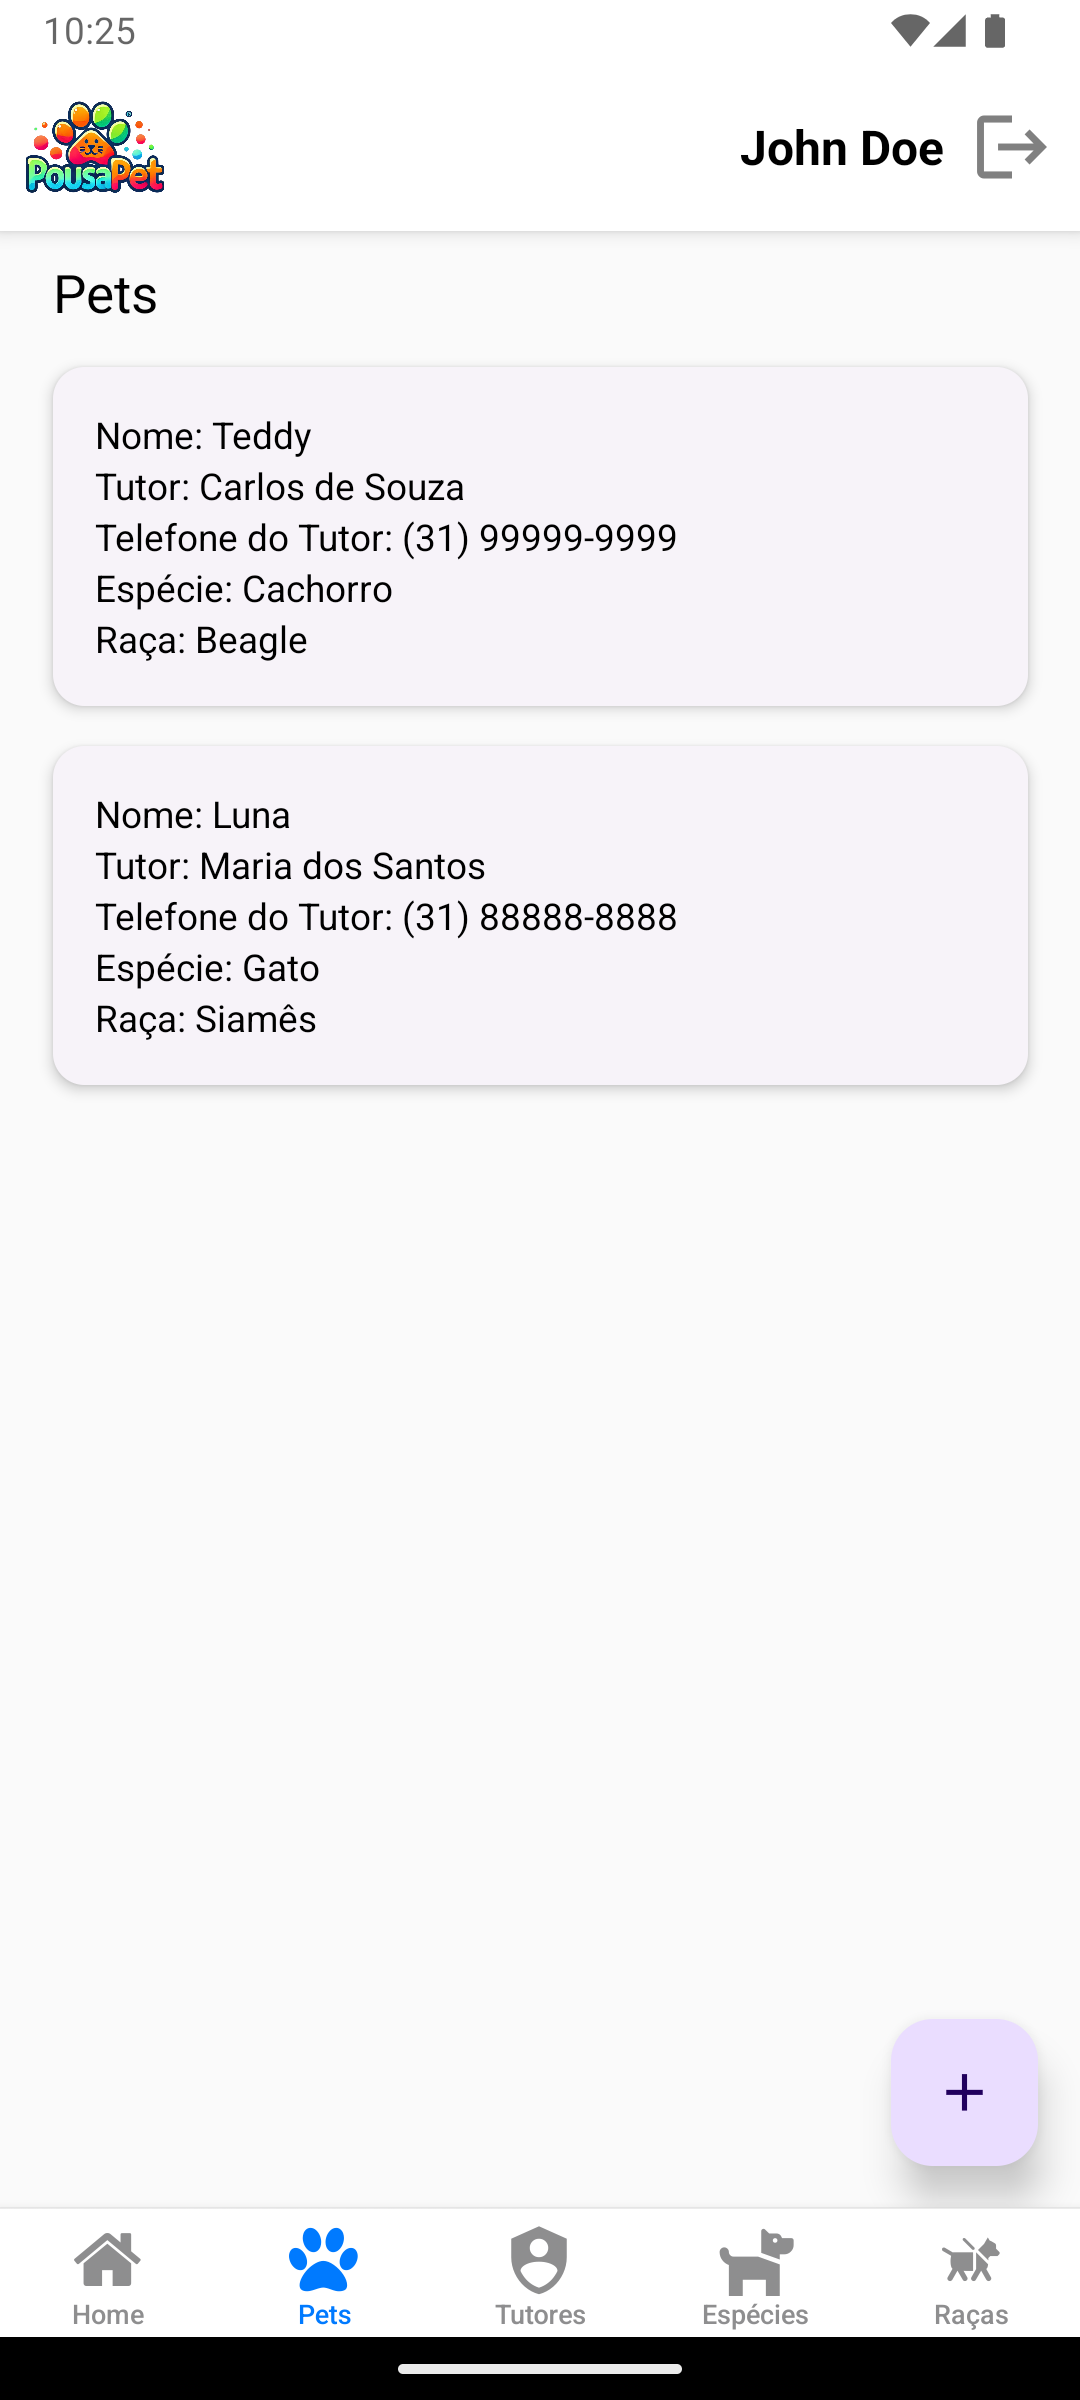 10:25
PousaPet
John Doe
Pets
Nome: Teddy
Tutor: Carlos de Souza
Telefone do Tutor: (31) 99999-9999
Espécie: Cachorro
Raça: Beagle
Nome: Luna
Tutor: Maria dos Santos
Telefone do Tutor: (31) 88888-8888
Espécie: Gato
Raça: Siamês
+
Home
Pets
Tutores
Espécies
Raças